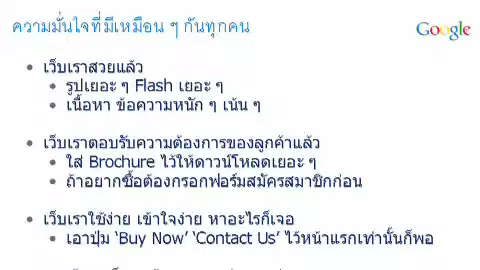 ความมั่นใจที่มีเหมือน ๆ กันทุกคน
Google
เว็บเราสวยแล้ว
รูปเยอะ ๆ Flash เยอะ ๆ
เนื้อหา ข้อความหนัก ๆ เน้น ๆ
เว็บเราตอบรับความต้องการของลูกค้าแล้ว
ใส่ Brochure ไว้ให้ดาวน์โหลดเยอะ ๆ
ถ้าอยากซื้อต้องกรอกฟอร์มสมัครสมาชิกก่อน
เว็บเราใช้ง่าย เข้าใจง่าย หาอะไรก็เจอ
เอาปุ่ม ‘Buy Now’ ‘Contact Us’ ไว้หน้าแรกเท่านั้นก็พอ